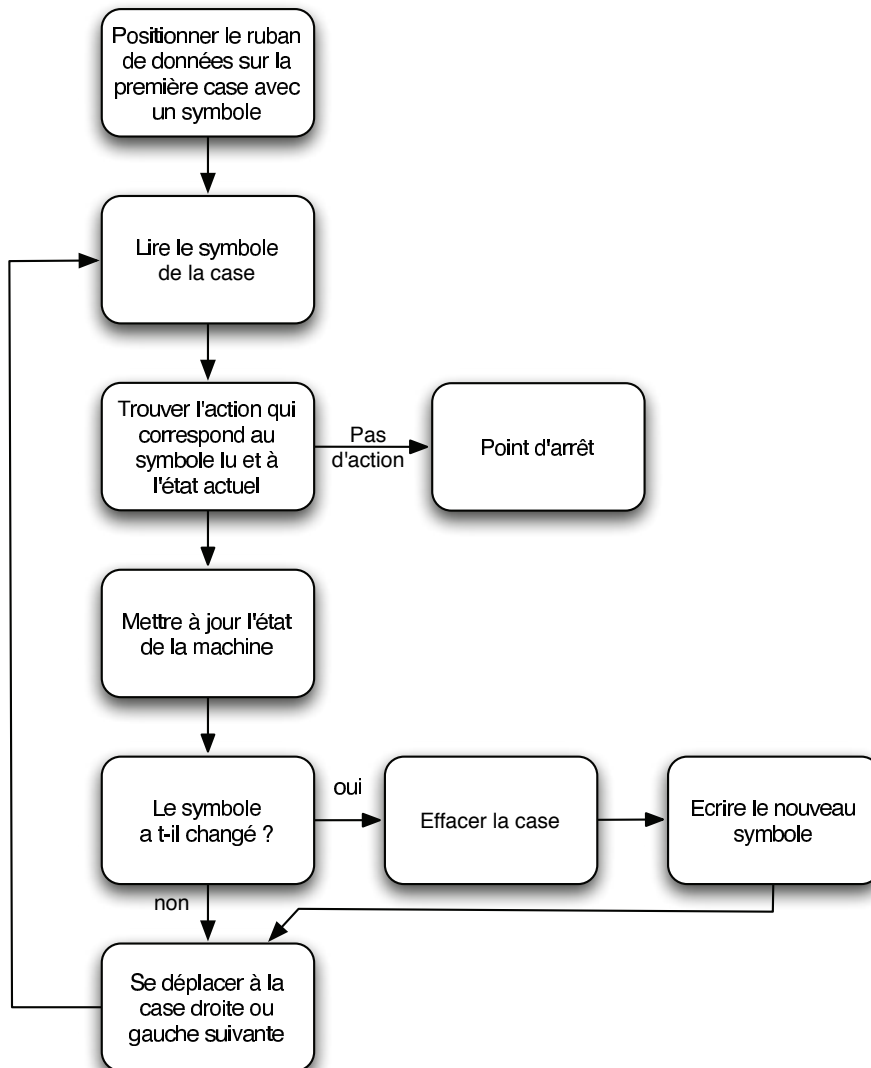 Positionner le ruban
de données sur la
première case avec
un symbole
Lire le symbole
de la case
Trouver l'action qui
correspond au
symbole lu et à
l'état actuel
Pas
d'action
Point d'arrêt
Mettre à jour l'état
de la machine
Le symbole
a t-il changé ?
oui
Effacer la case
Ecrire le nouveau
symbole
non
Se déplacer à la
case droite ou
gauche suivante